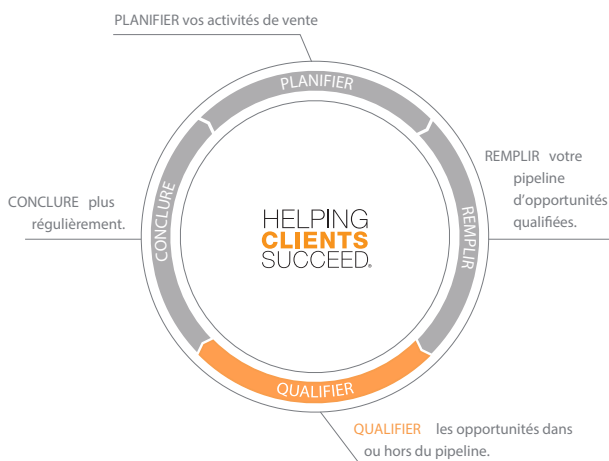 PLANIFIER vos activités de vente
PLANIFIER
REMPLIR votre
pipeline
d’opportunités
qualifiées.
REMPLIR
CONCLURE plus
régulièrement.
CONCLURE
HELPING
CLIENTS
SUCCEED®
QUALIFIER
QUALIFIER les opportunités dans
ou hors du pipeline.